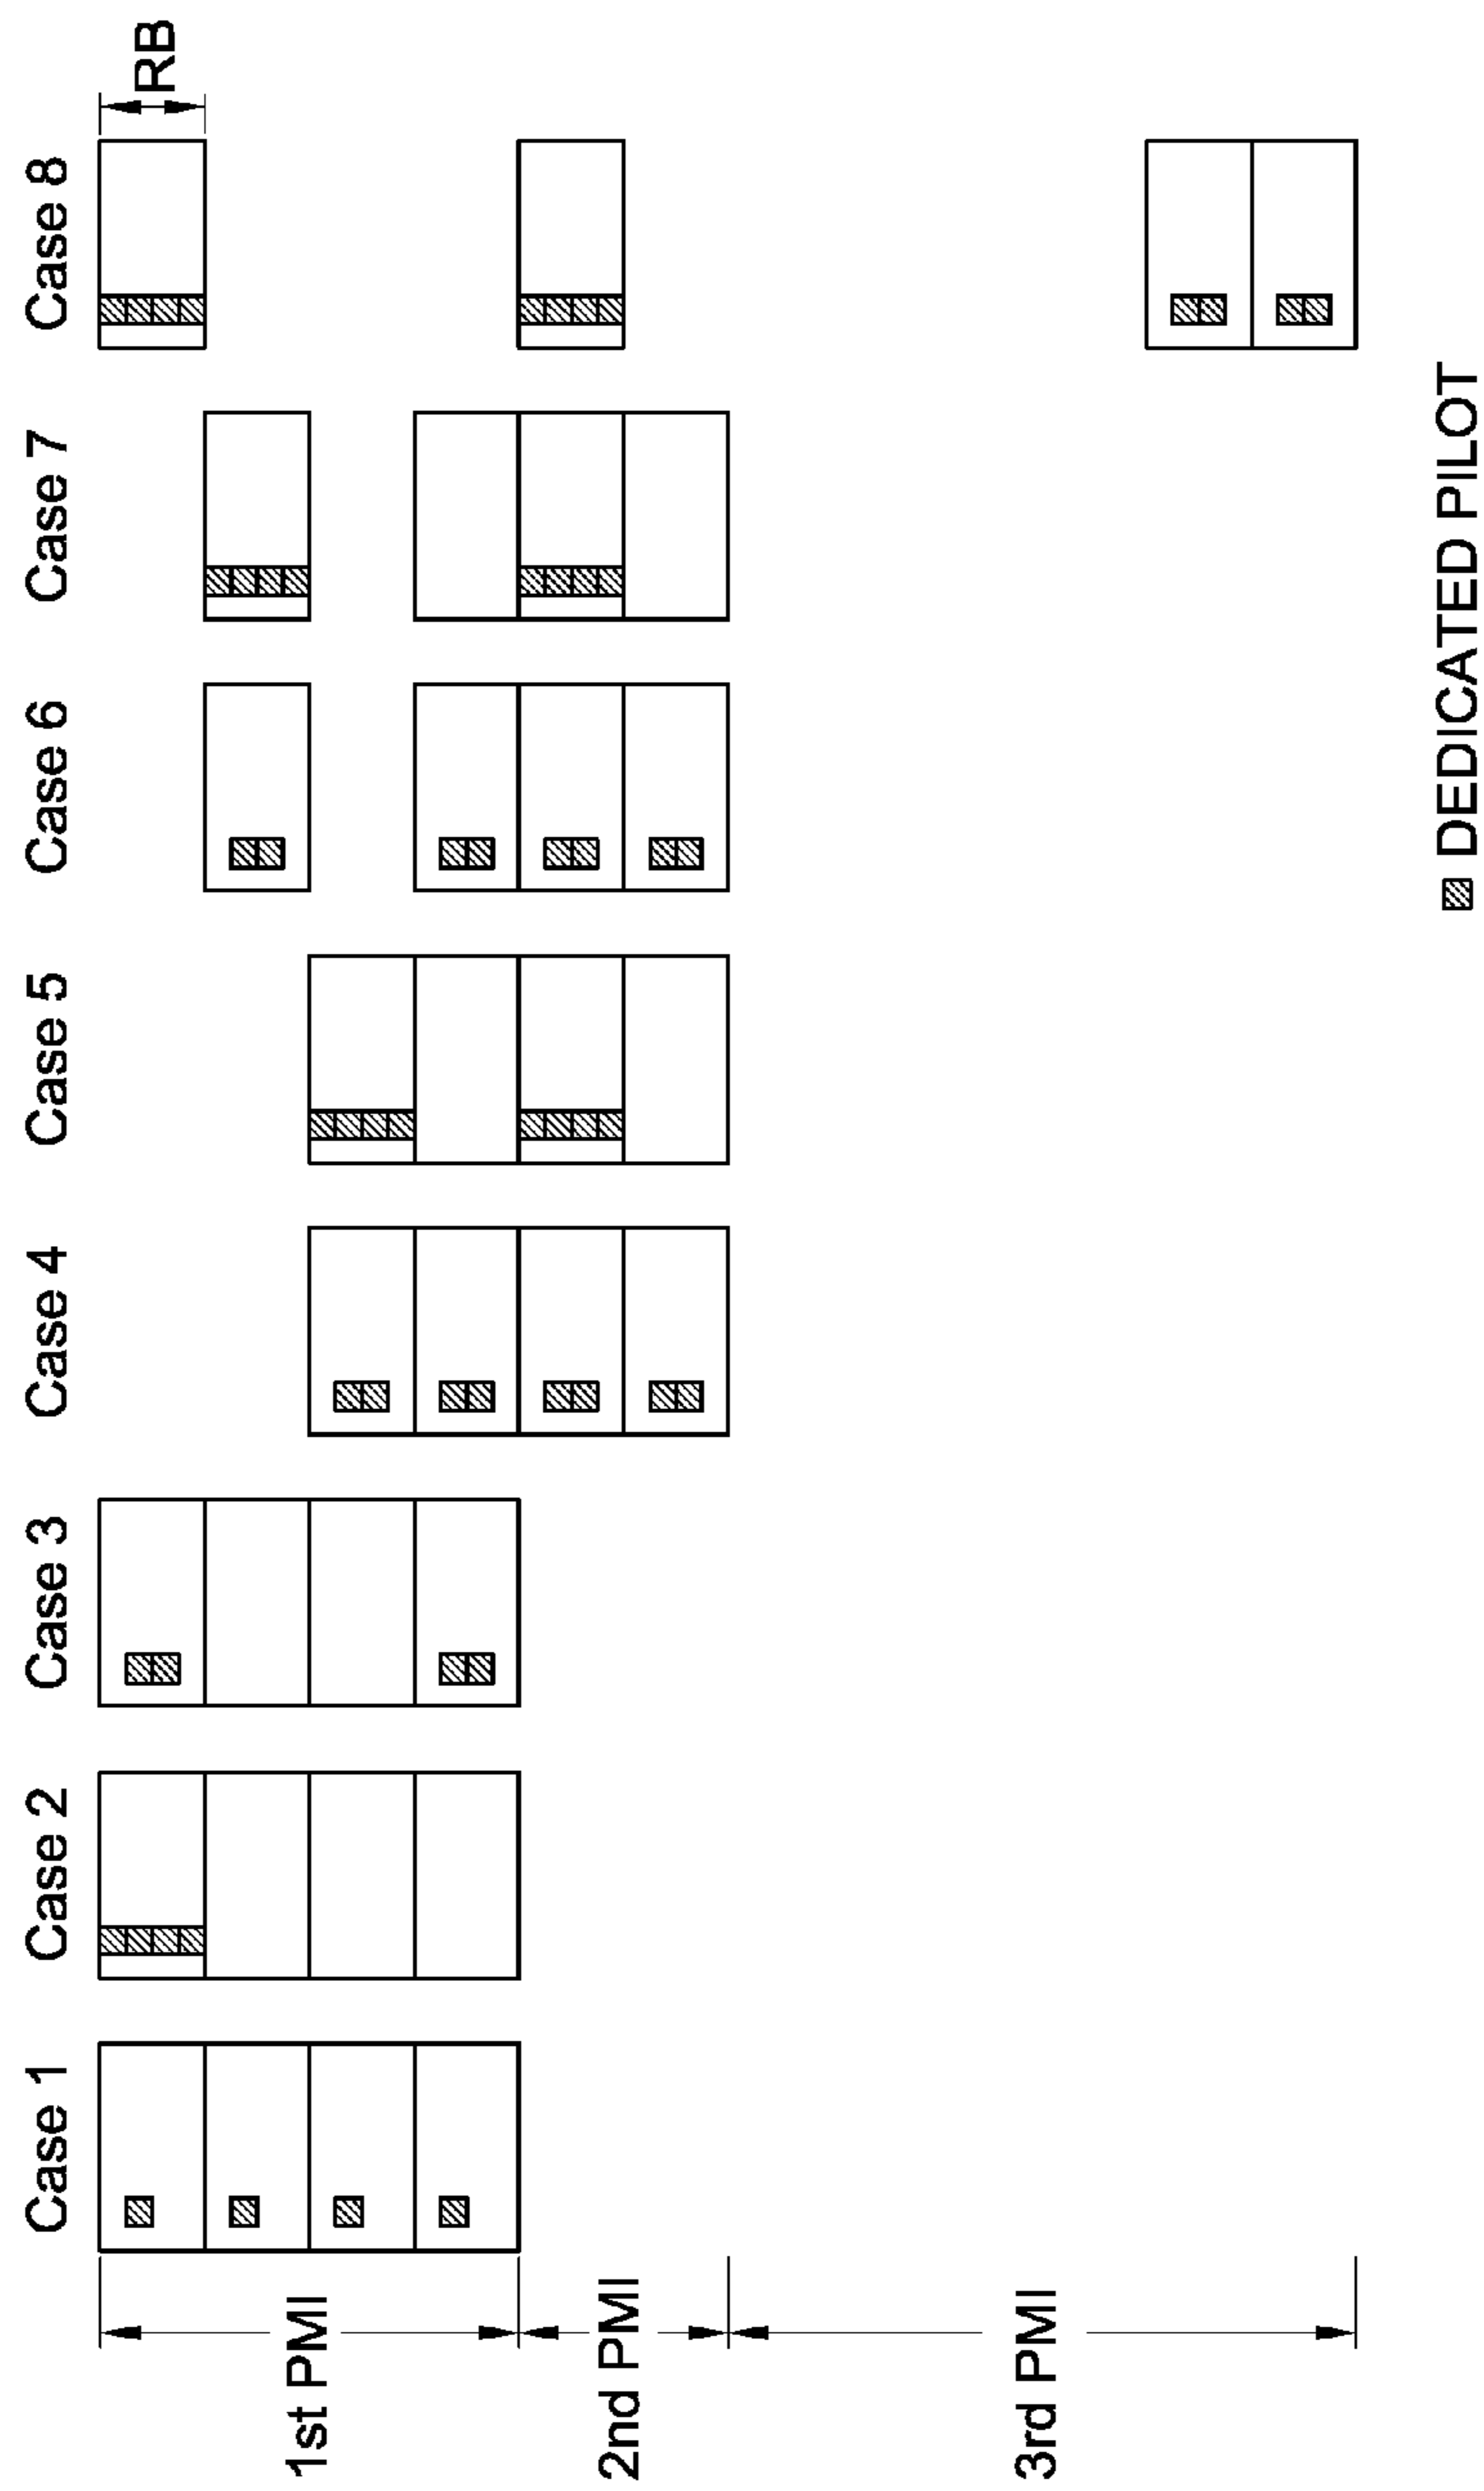 Case 1
Case 2
Case 3
Case 4
Case 5
Case 6
Case 7
Case 8
RB
1st PMI
2nd PMI
3rd PMI
DEDICATED PILOT